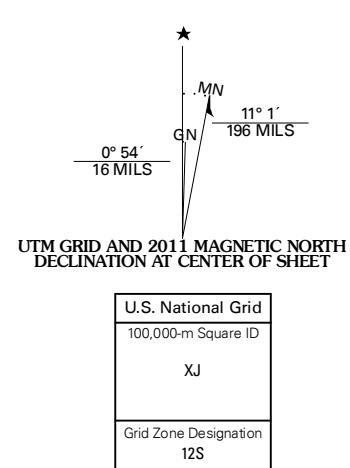 MN
11° 1´
196 MILS
GN
0° 54´
16 MILS
UTM GRID AND 2011 MAGNETIC NORTH
DECLINATION AT CENTER OF SHEET
U.S. National Grid
100,000-m Square ID
XJ
Grid Zone Designation
12S